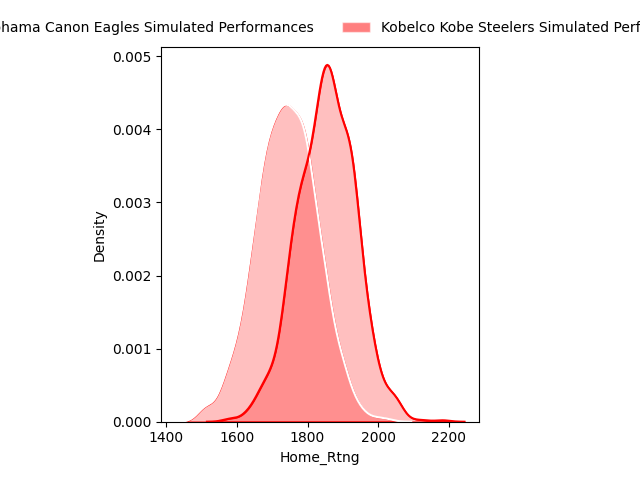 hama Canon Eagles Simulated Performances Kobelco Kobe Steelers Simulated Perf
0.005
0.004
0.003
0.002
0.001
0.000
Density
1400 1600 1800 2000 2200
Home_Rtng